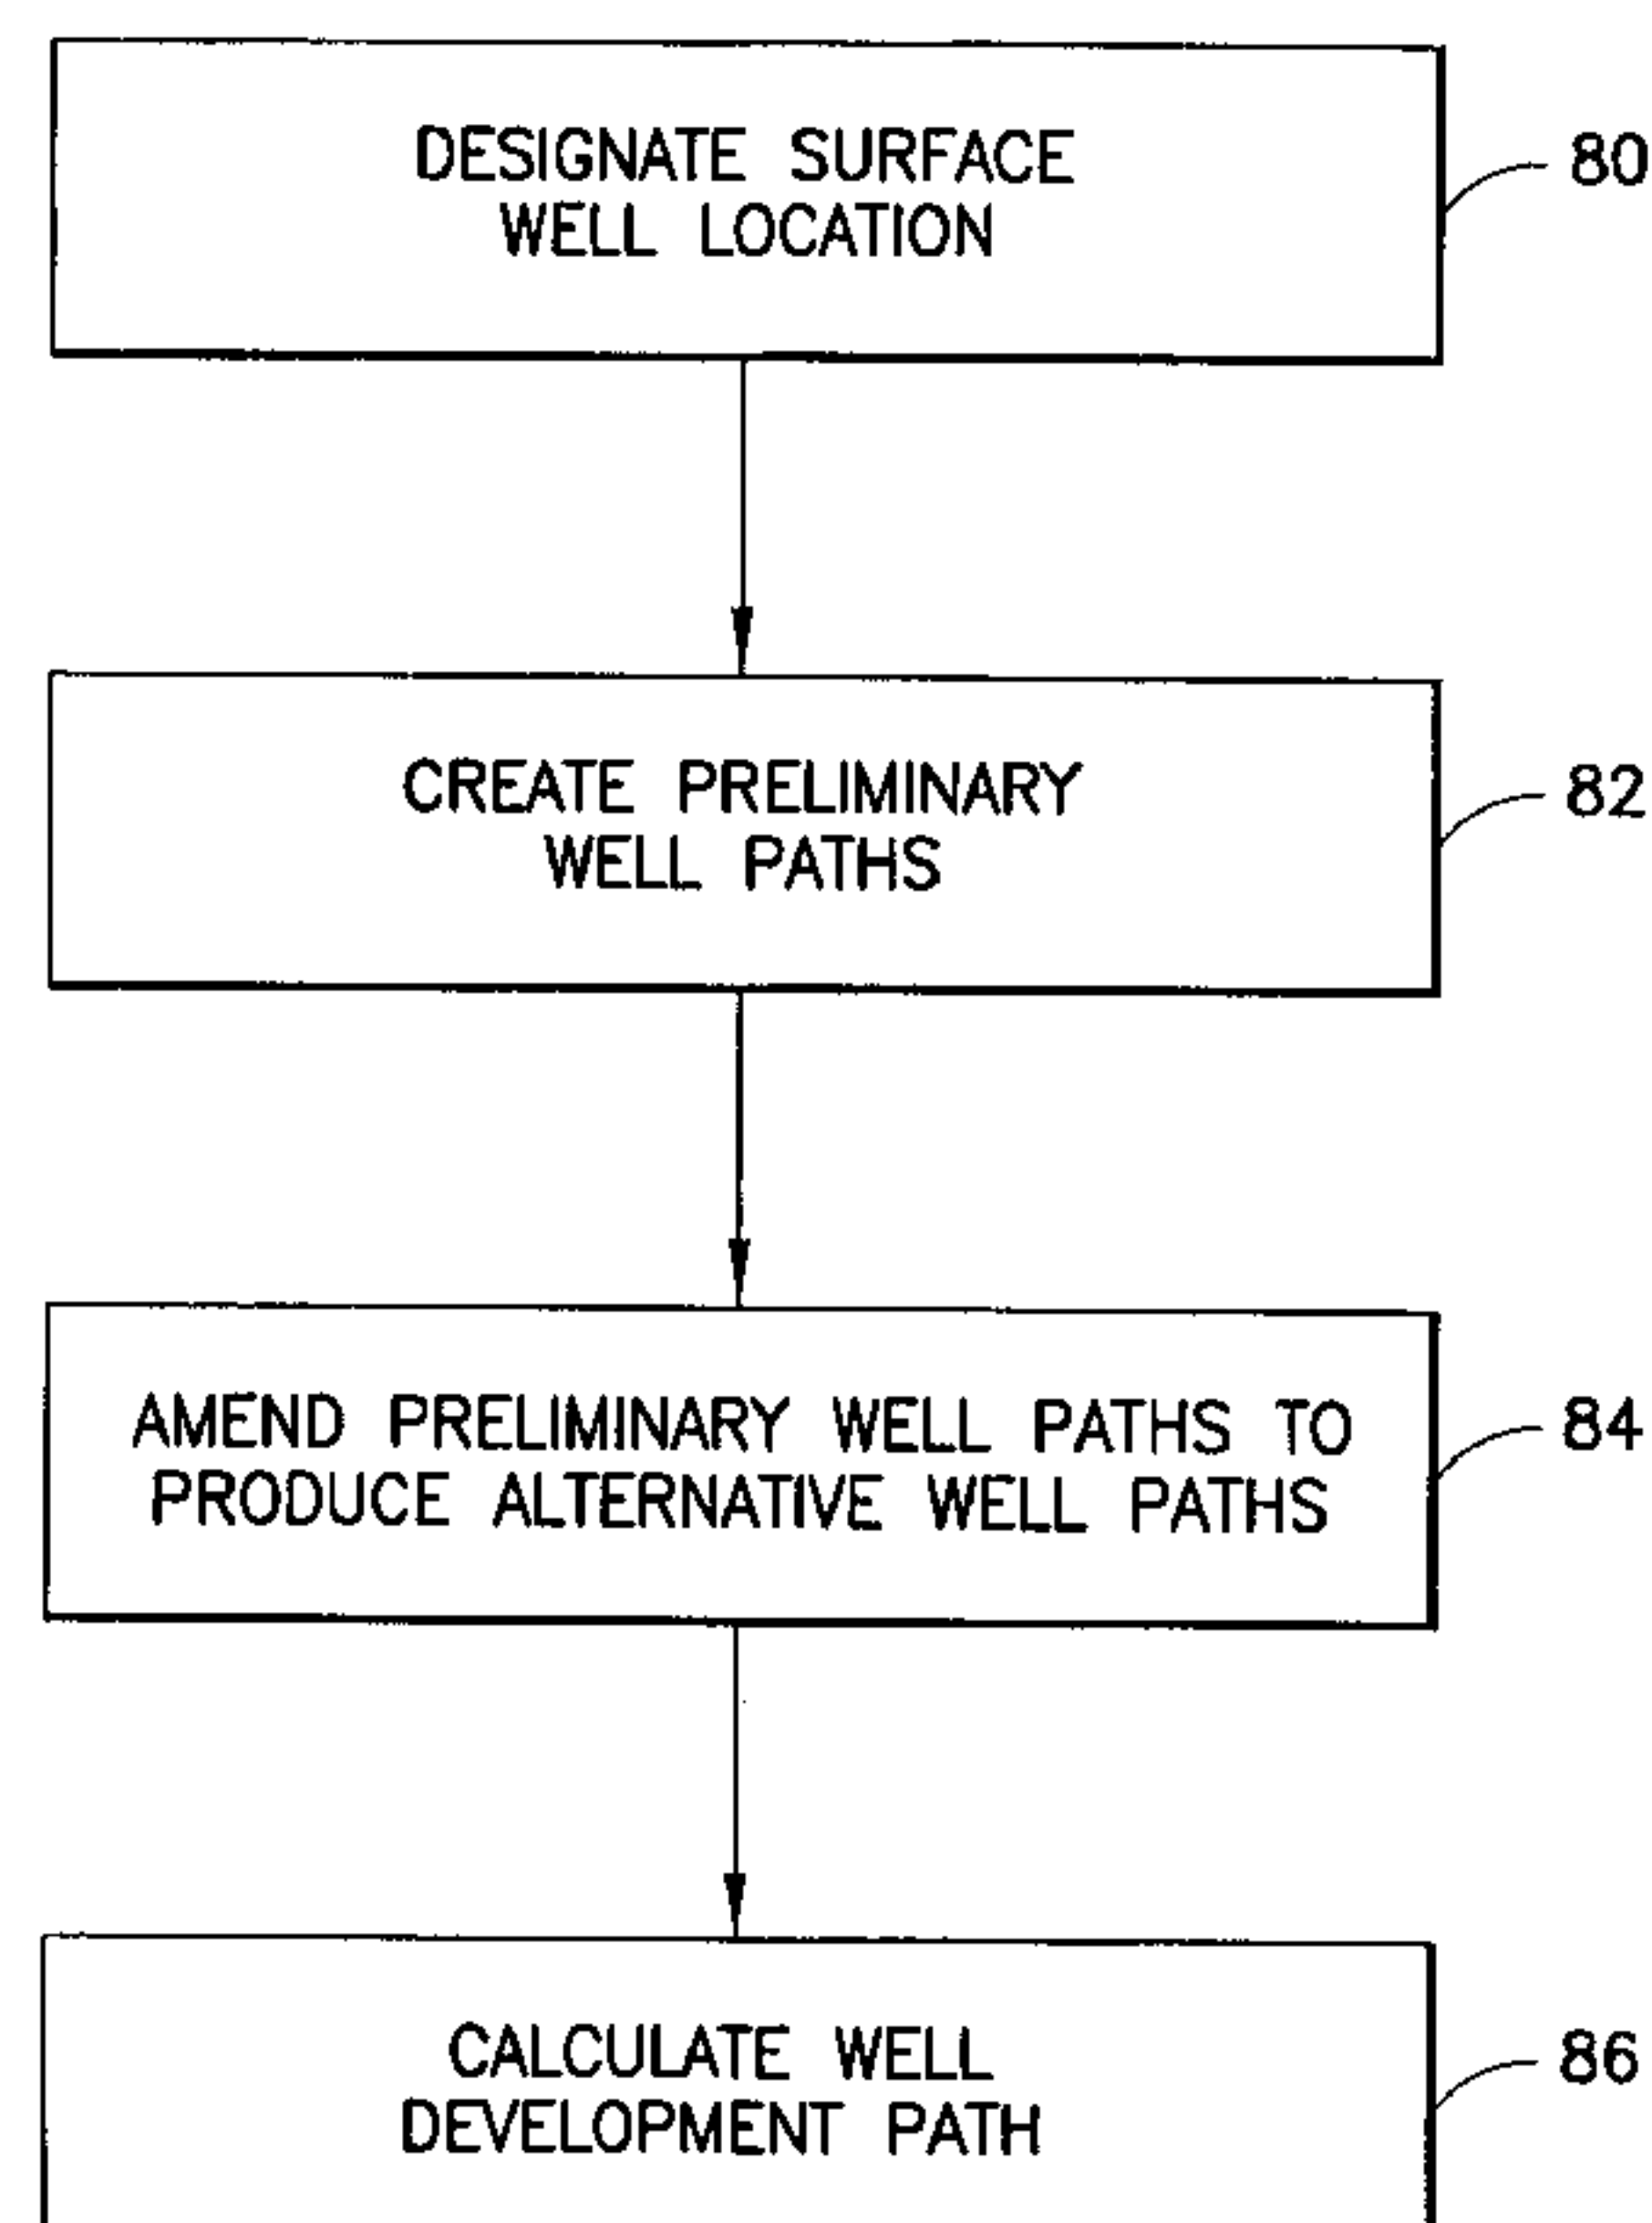 DESIGNATE SURFACE
WELL LOCATION
80
CREATE PRELIMINARY
WELL PATHS
82
AMEND PRELIMINARY WELL PATHS TO
PRODUCE ALTERNATIVE WELL PATHS
84
CALCULATE WELL
DEVELOPMENT PATH
86